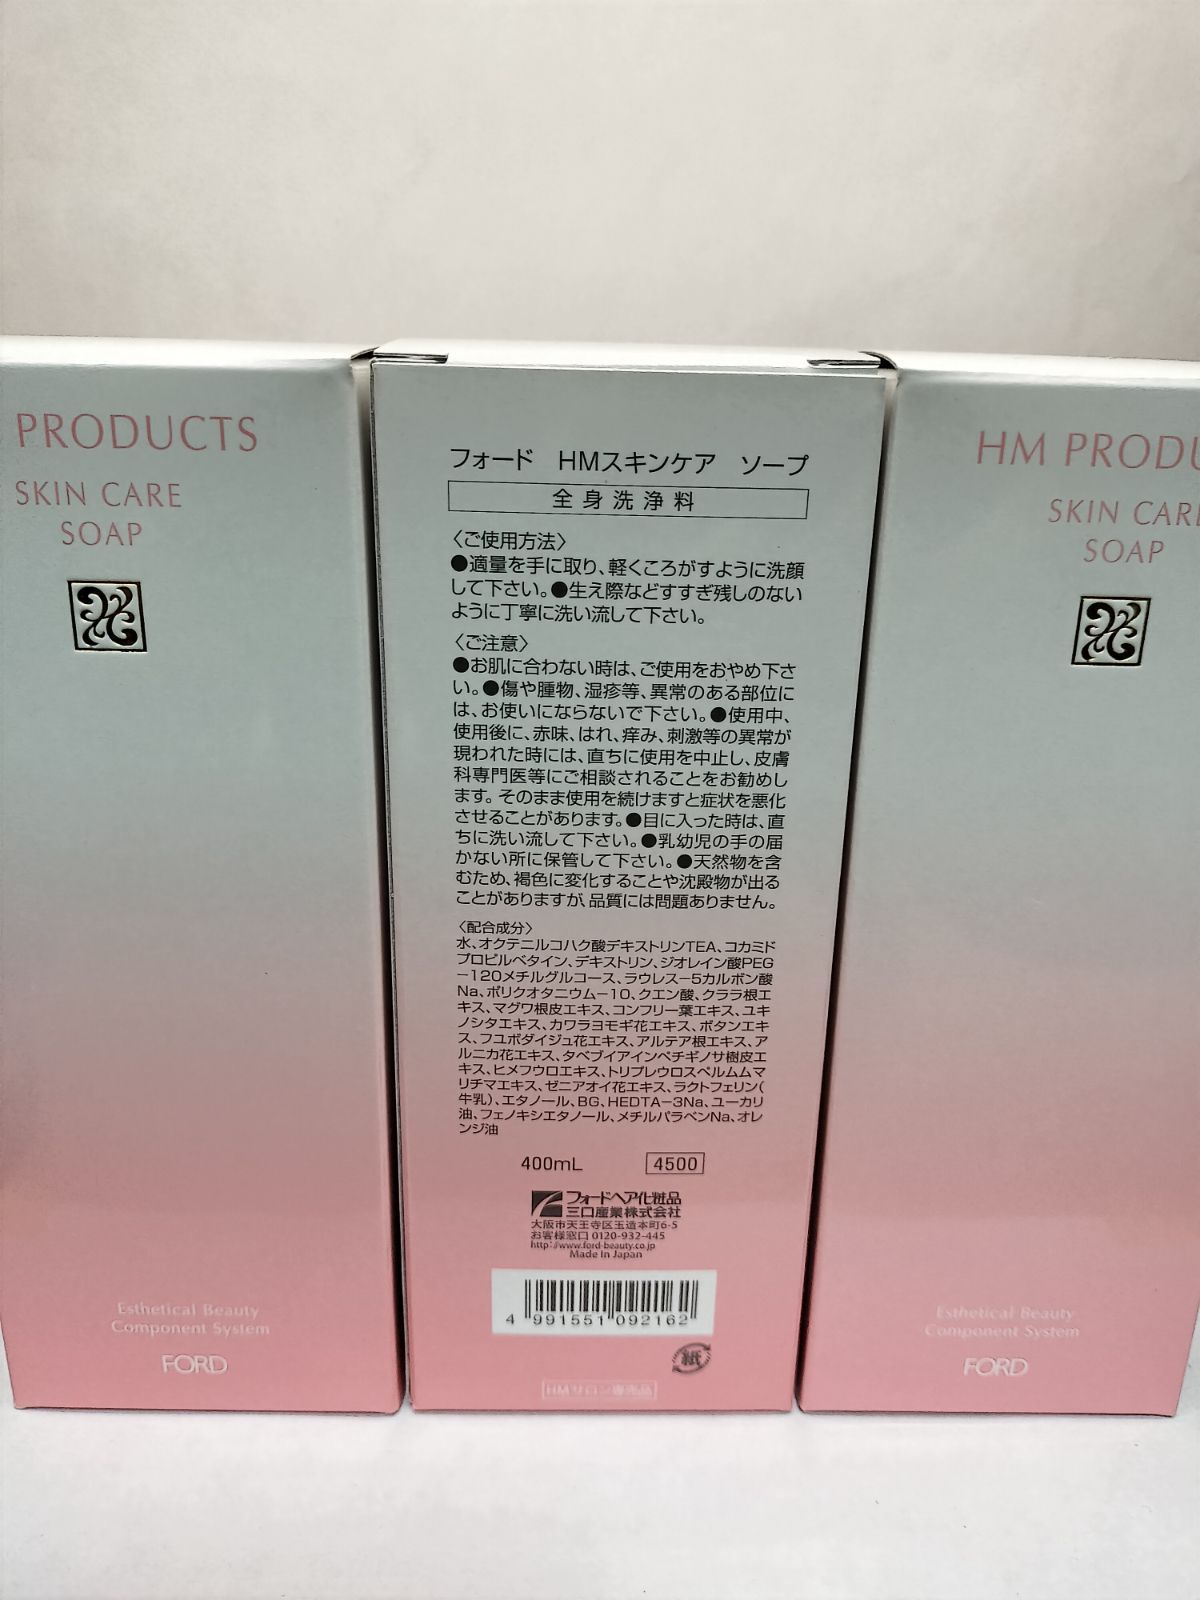 PRODUCTS
SKIN CARE
SOAP
Esthetical Beauty
Component System
FORD
フォード HMスキンケア ソープ
全身洗浄料
〈ご使用方法〉
●適量を手に取り、軽くころがすように洗顔
して下さい。●生え際などすすぎ残しのない
ように丁寧に洗い流して下さい。
〈ご注意〉
●お肌に合わない時は、ご使用をおやめ下さ
い。●傷や腫物、湿疹等、異常のある部位に
は、お使いにならないで下さい。●使用中、
使用後に、赤味、はれ、痒み、刺激等の異常が
現われた時には、直ちに使用を中止し、皮膚
科専門医等にご相談されることをお勧めし
ます。そのまま使用を続けますと症状を悪化
させることがあります。●目に入った時は、直
ちに洗い流して下さい。●乳幼児の手の届
かない所に保管して下さい。●天然物を含
むため、褐色に変化することや沈殿物が出る
ことがありますが、品質には問題ありません。
〈配合成分〉
水、オクテニルコハク酸デキストリンTEA、コカミド
プロピルベタイン、デキストリン、ジオレイン酸PEG
－120メチルグルコース、ラウレス－5カルボン酸
Na、ポリクオタニウム－10、クエン酸、クララ根エ
キス、マグワ根皮エキス、コンフリー葉エキス、ユキ
ノシタエキス、カワラヨモギ花エキス、ボタンエキ
ス、フユボダイジュ花エキス、アルテア根エキス、ア
ルニカ花エキス、タベブイアインペチギノサ樹皮エ
キス、ヒメフウロエキス、トリプレウロスペルムムマ
リチマエキス、ゼニアオイ花エキス、ラクトフェリン（
牛乳）、エタノール、BG、HEDTA－3Na、ユーカリ
油、フェノキシエタノール、メチルパラベンNa、オレ
ンジ油
400mL 4500
フォードヘア化粧品
三口産業株式会社
大阪市天王寺区玉造本町6-5
お客様窓口 0120-932-445
http://www.ford-beauty.co.jp
Made In Japan
4 991551 092162
紙
HMサロン専売品
HM PRODU
SKIN CARE
SOAP
Esthetical Beauty
Component System
FORD